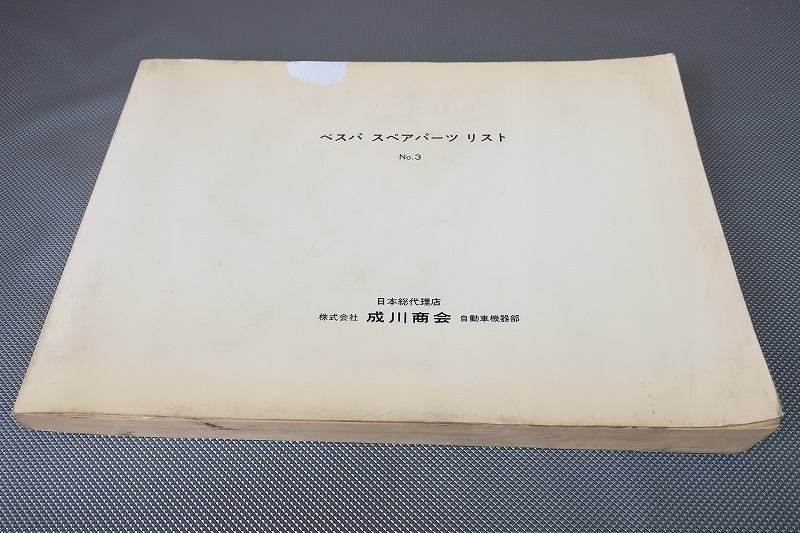 ベスパ スペアパーツ リスト
No.3
日本総代理店
株式会社 成川商会 自動車機器部